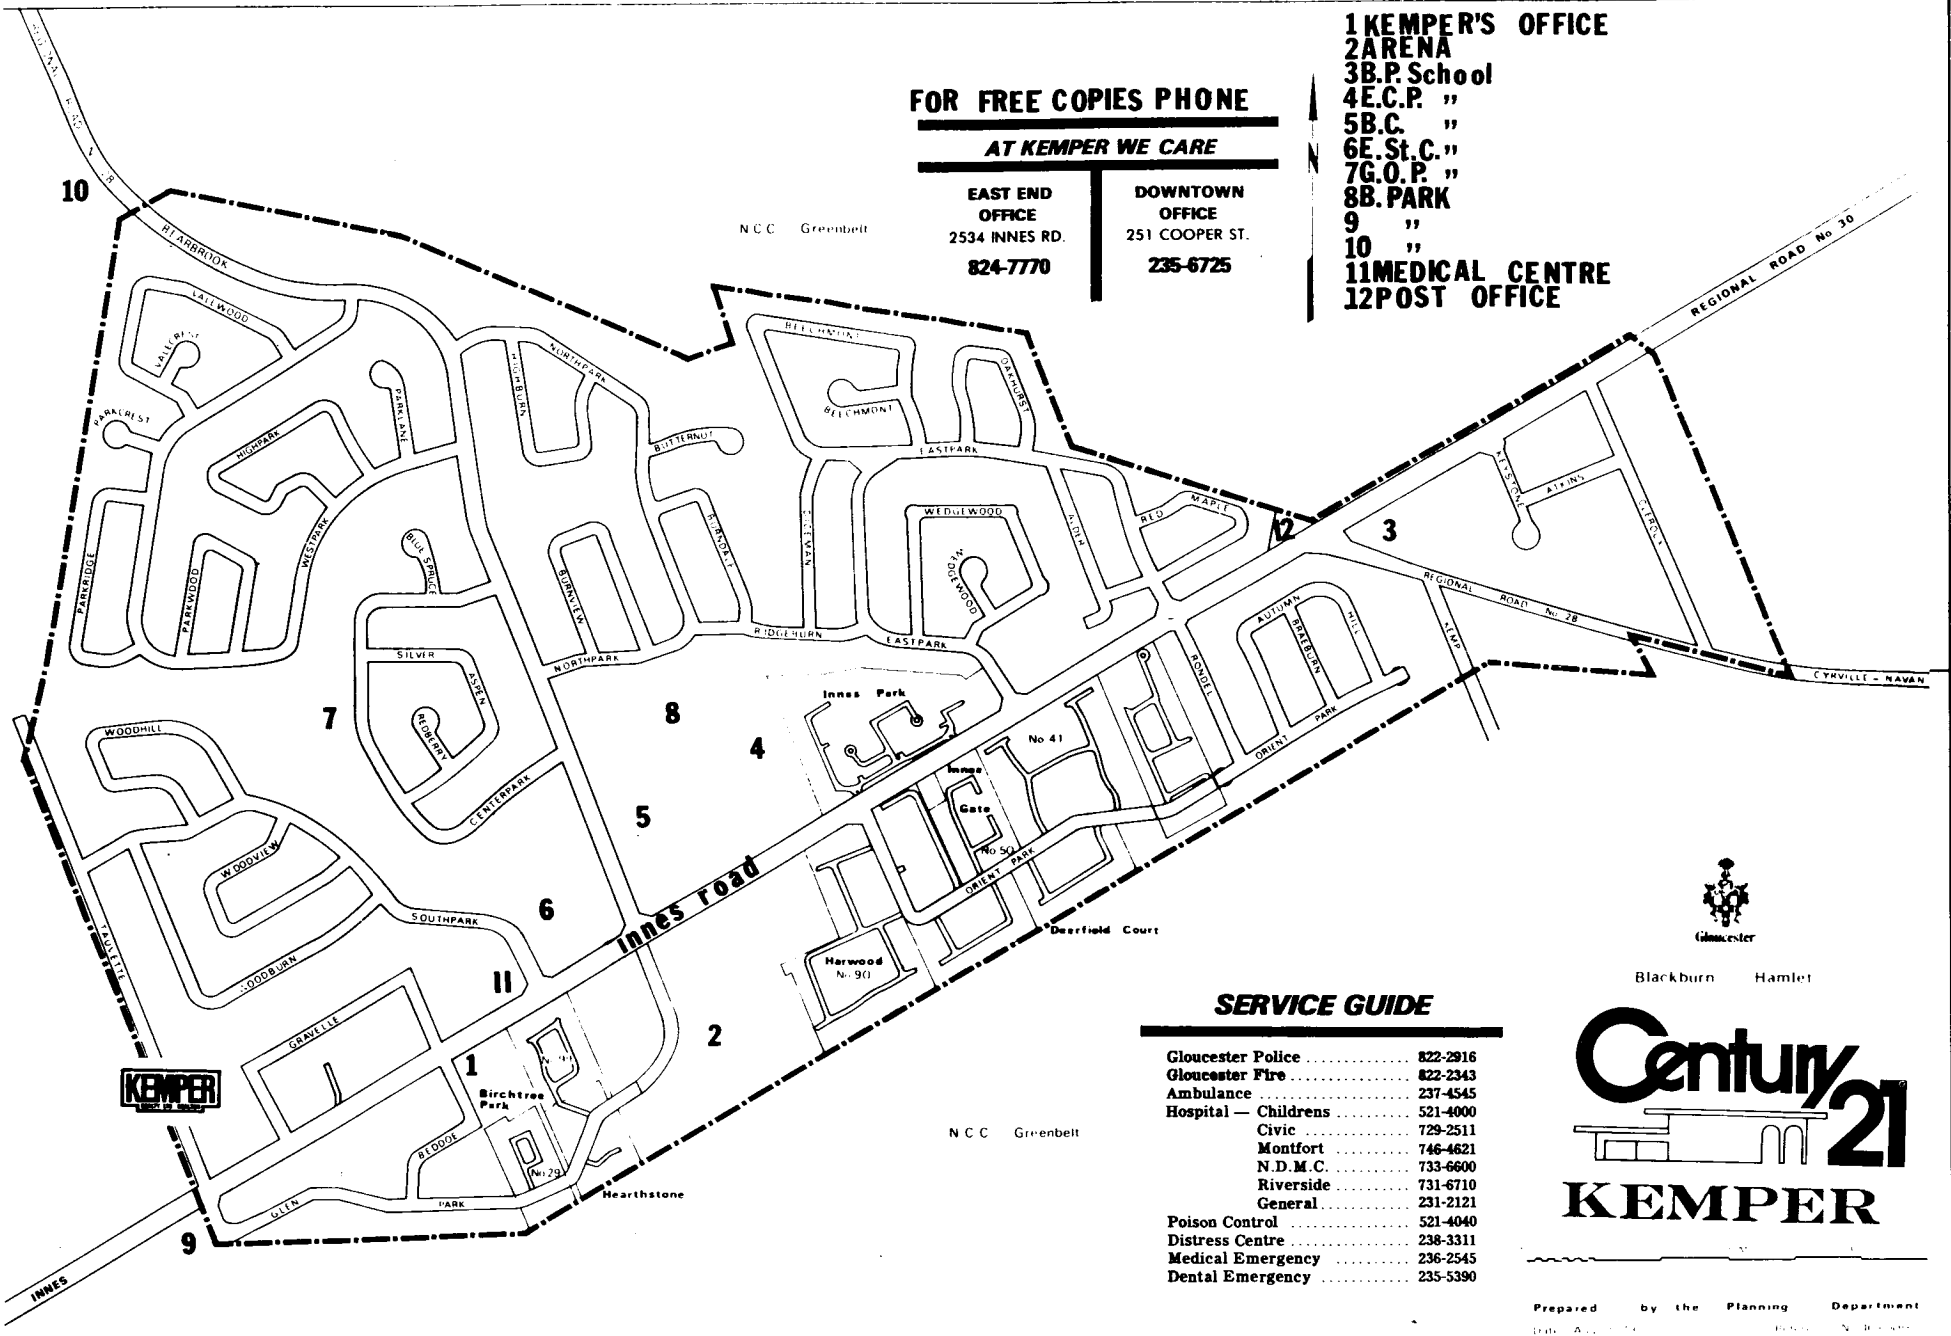 1 KEMPER'S OFFICE
2 ARENA
3 B.P. School
4 E.C.P. "
5 B.C. "
6 E.St.C. "
7 G.O.P. "
8 B. PARK
9 "
10 "
11 MEDICAL CENTRE
12 POST OFFICE
FOR FREE COPIES PHONE
AT KEMPER WE CARE
EAST END
OFFICE
2534 INNES RD.
824-7770
DOWNTOWN
OFFICE
251 COOPER ST.
235-6725
N
NCC Greenbelt
REGIONAL ROAD No 30
10
BEARBROOK
LALLWOOD
VALLCREST
PARKCREST
HIGHPARK
PARKLANE
HIGHBURN
NORTHPARK
BUTTERNUT
BEECHMONT
BEECHMONT
OAKHURST
EASTPARK
PARKRIDGE
PARKWOOD
WESTPARK
BLUE SPRUCE
BURNVIEW
WEDGEWOOD
WEDGEWOOD
ALDER
RED MAPLE
12
3
KEYSTONE
ATKINS
REGIONAL ROAD No 28
KEMP
CYRVILLE - NAVAN
AUTUMN HILL
BRAEBURN
RONDEL
ORIENT PARK
RIDGEBURN
EASTPARK
NORTHPARK
SILVER
ASPEN
REDBERRY
CENTERPARK
7
8
4
5
6
11
Innes Park
No 41
Innes
Gate
No 50
ORIENT PARK
innes road
WOODHILL
WOODVIEW
SOUTHPARK
TAULETTE
GRAVELLE
Deerfield Court
Harwood
No 90
2
1
Birchtree
Park
BEDDOE
No 29
GLEN
PARK
Hearthstone
KEMPER
9
INNES
NCC Greenbelt
SERVICE GUIDE
Gloucester Police 822-2916
Gloucester Fire 822-2343
Ambulance 237-4545
Hospital — Childrens 521-4000
Civic 729-2511
Montfort 746-4621
N.D.M.C. 733-6600
Riverside 731-6710
General 231-2121
Poison Control 521-4040
Distress Centre 238-3311
Medical Emergency 236-2545
Dental Emergency 235-5390
Gloucester
Blackburn Hamlet
Century 21
KEMPER
Prepared by the Planning Department